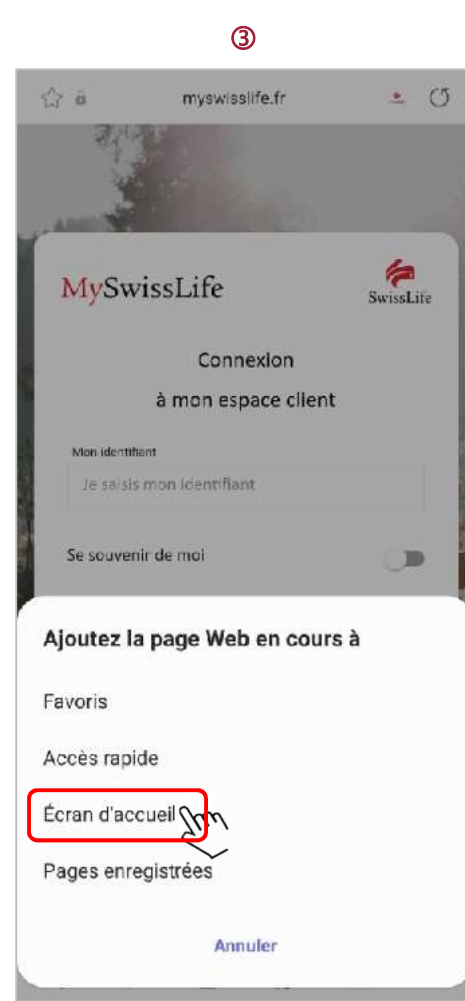 ③
myswisslife.fr
MySwissLife
SwissLife
Connexion
à mon espace client
Mon identifiant
Je saisis mon identifiant
Se souvenir de moi
Ajoutez la page Web en cours à
Favoris
Accès rapide
Écran d'accueil
Pages enregistrées
Annuler